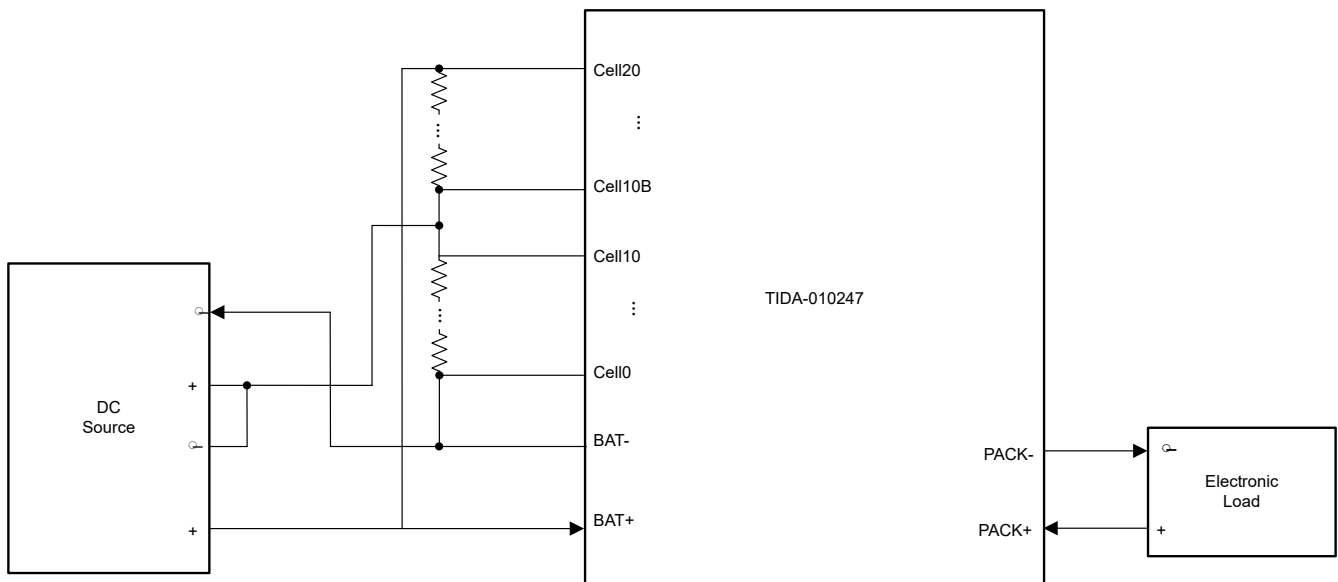 Cell20
...
Cell10B
Cell10
TIDA-010247
...
Cell0
DC
Source
BAT-
BAT+
PACK-
PACK+
Electronic
Load
-
+
-
+
-
+
...
...